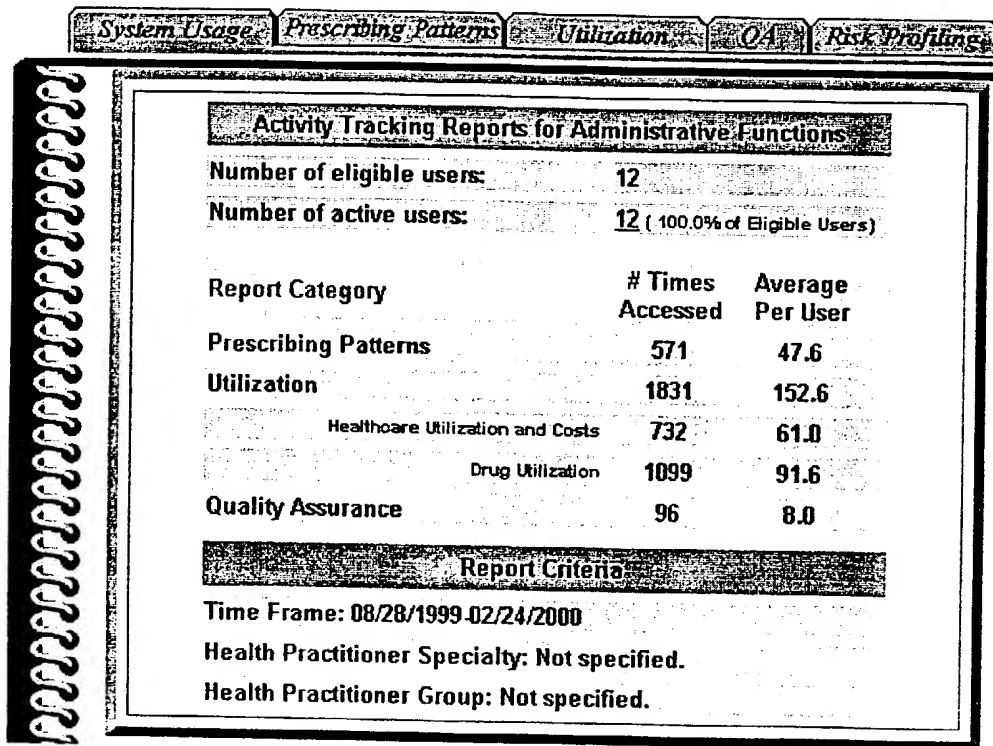 System Usage Prescribing Patterns Utilization QA Risk Profiling
Activity Tracking Reports for Administrative Functions
Number of eligible users: 12
Number of active users: 12 ( 100.0% of Eligible Users)
Report Category # Times Accessed Average Per User
Prescribing Patterns 571 47.6
Utilization 1831 152.6
Healthcare Utilization and Costs 732 61.0
Drug Utilization 1099 91.6
Quality Assurance 96 8.0
Report Criteria
Time Frame: 08/28/1999-02/24/2000
Health Practitioner Specialty: Not specified.
Health Practitioner Group: Not specified.